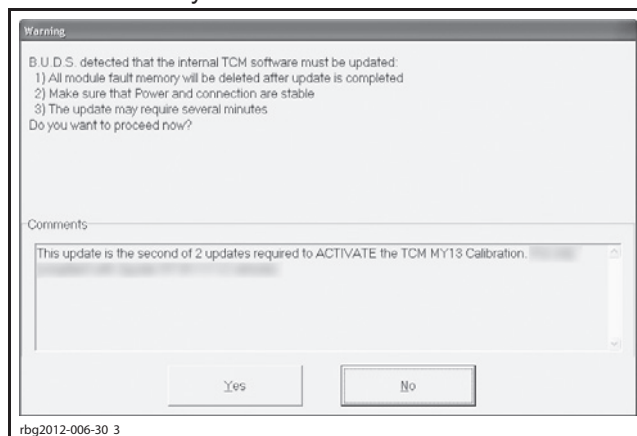 Warning
B.U.D.S. detected that the internal TCM software must be updated:
1) All module fault memory will be deleted after update is completed
2) Make sure that Power and connection are stable
3) The update may require several minutes
Do you want to proceed now?
Comments
This update is the second of 2 updates required to ACTIVATE the TCM MY13 Calibration.
Yes
No
rbg2012-006-30_3